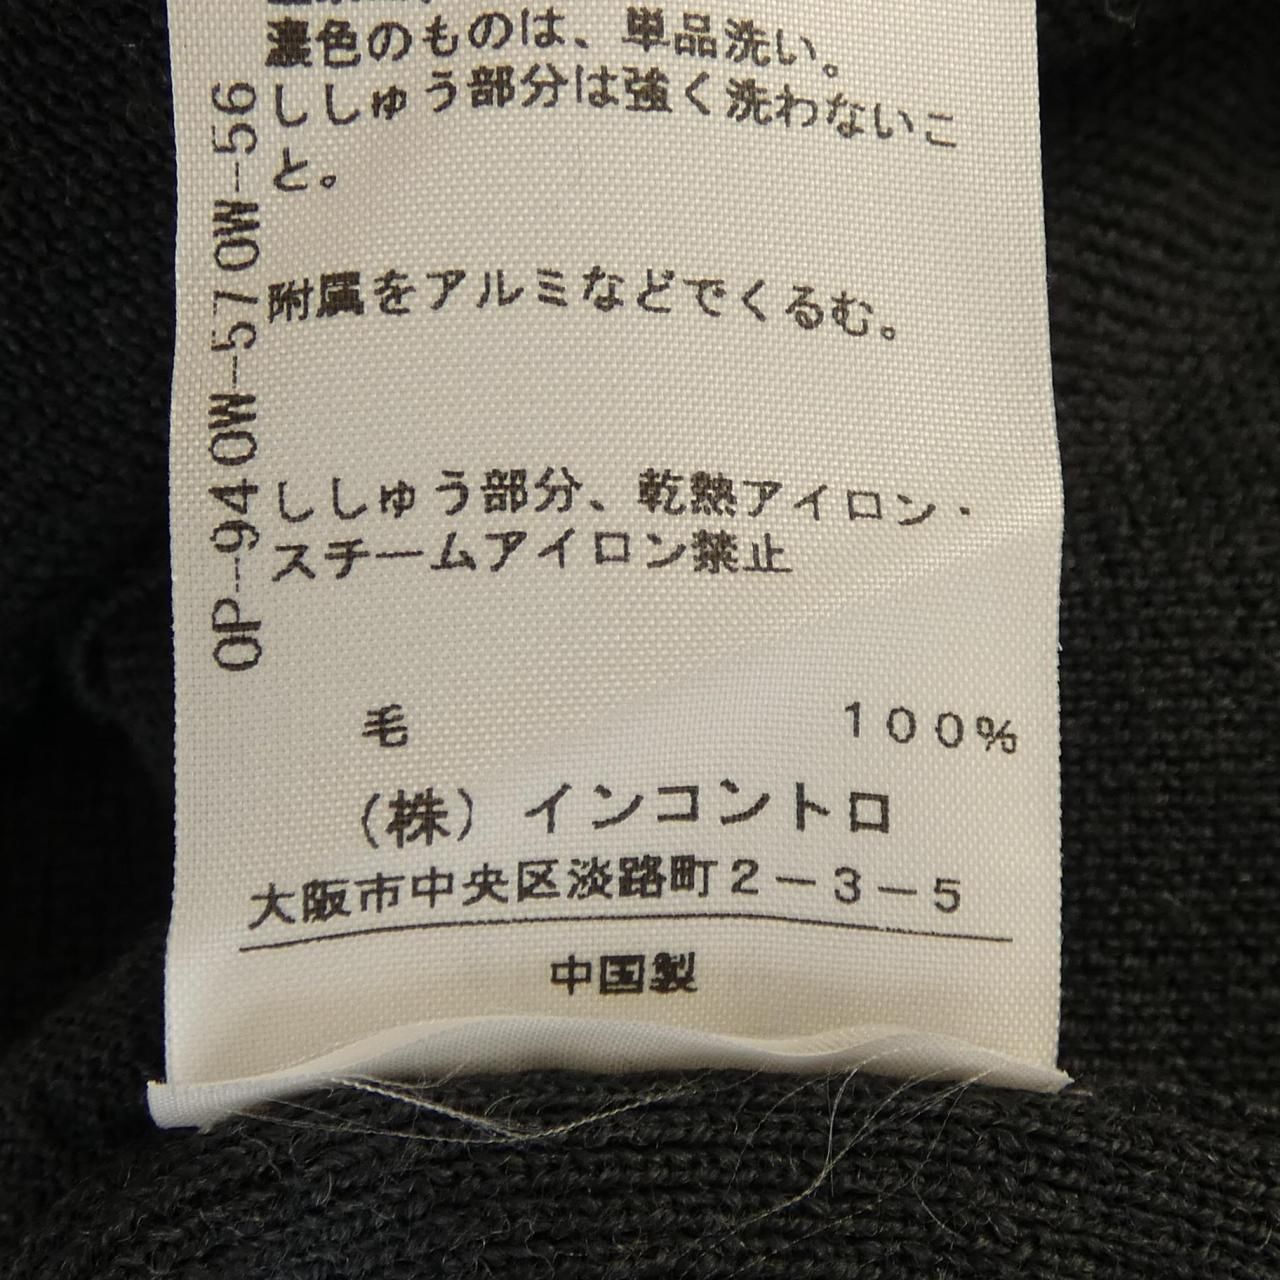 濃色のものは、単品洗い。
ししゅう部分は強く洗わないこ
と。
附属をアルミなどでくるむ。
ししゅう部分、乾熱アイロン・
スチームアイロン禁止
毛 100%
(株)インコントロ
大阪市中央区淡路町2-3-5
中国製
OP-940W-570W-56